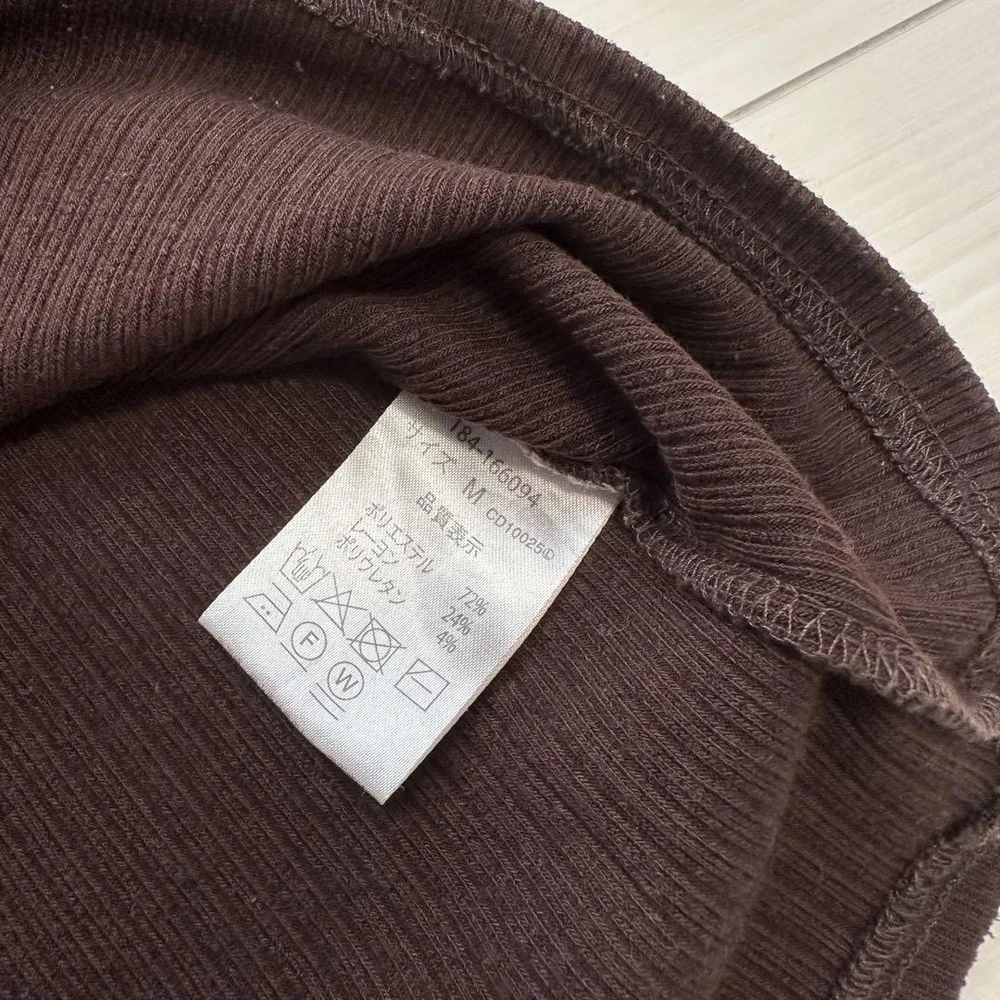 184-166094
サイズ M CD10025①
品質表示
ポリエステル 72%
レーヨン 24%
ポリウレタン 4%
F
W